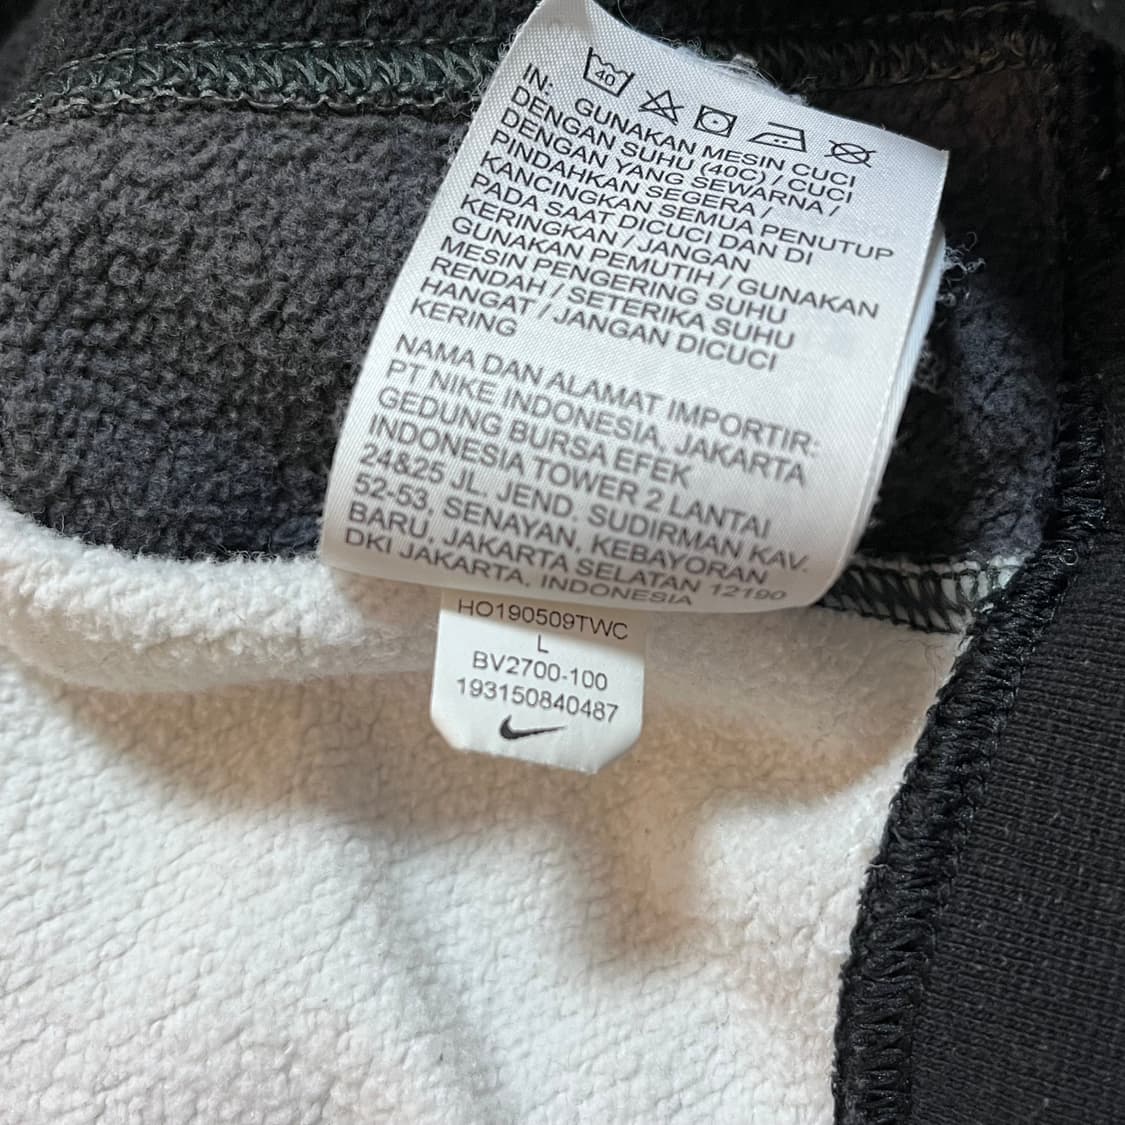 40
IN: GUNAKAN MESIN CUCI
DENGAN SUHU (40C) / CUCI
DENGAN YANG SEWARNA /
PINDAHKAN SEGERA /
KANCINGKAN SEMUA PENUTUP
PADA SAAT DICUCI DAN DI
KERINGKAN / JANGAN
GUNAKAN PEMUTIH / GUNAKAN
MESIN PENGERING SUHU
RENDAH / SETERIKA SUHU
HANGAT / JANGAN DICUCI
KERING
NAMA DAN ALAMAT IMPORTIR:
PT NIKE INDONESIA, JAKARTA
GEDUNG BURSA EFEK
INDONESIA TOWER 2 LANTAI
24&25 JL. JEND. SUDIRMAN KAV.
52-53, SENAYAN, KEBAYORAN
BARU, JAKARTA SELATAN 12190
DKI JAKARTA, INDONESIA
HO190509TWC
L
BV2700-100
193150840487